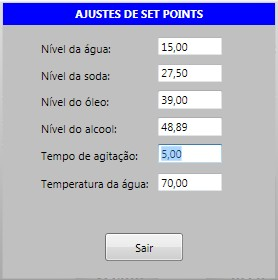 AJUSTES DE SET POINTS
Nível da água: 15,00
Nível da soda: 27,50
Nível do óleo: 39,00
Nível do alcool: 48,89
Tempo de agitação: 5,00
Temperatura da água: 70,00
Sair